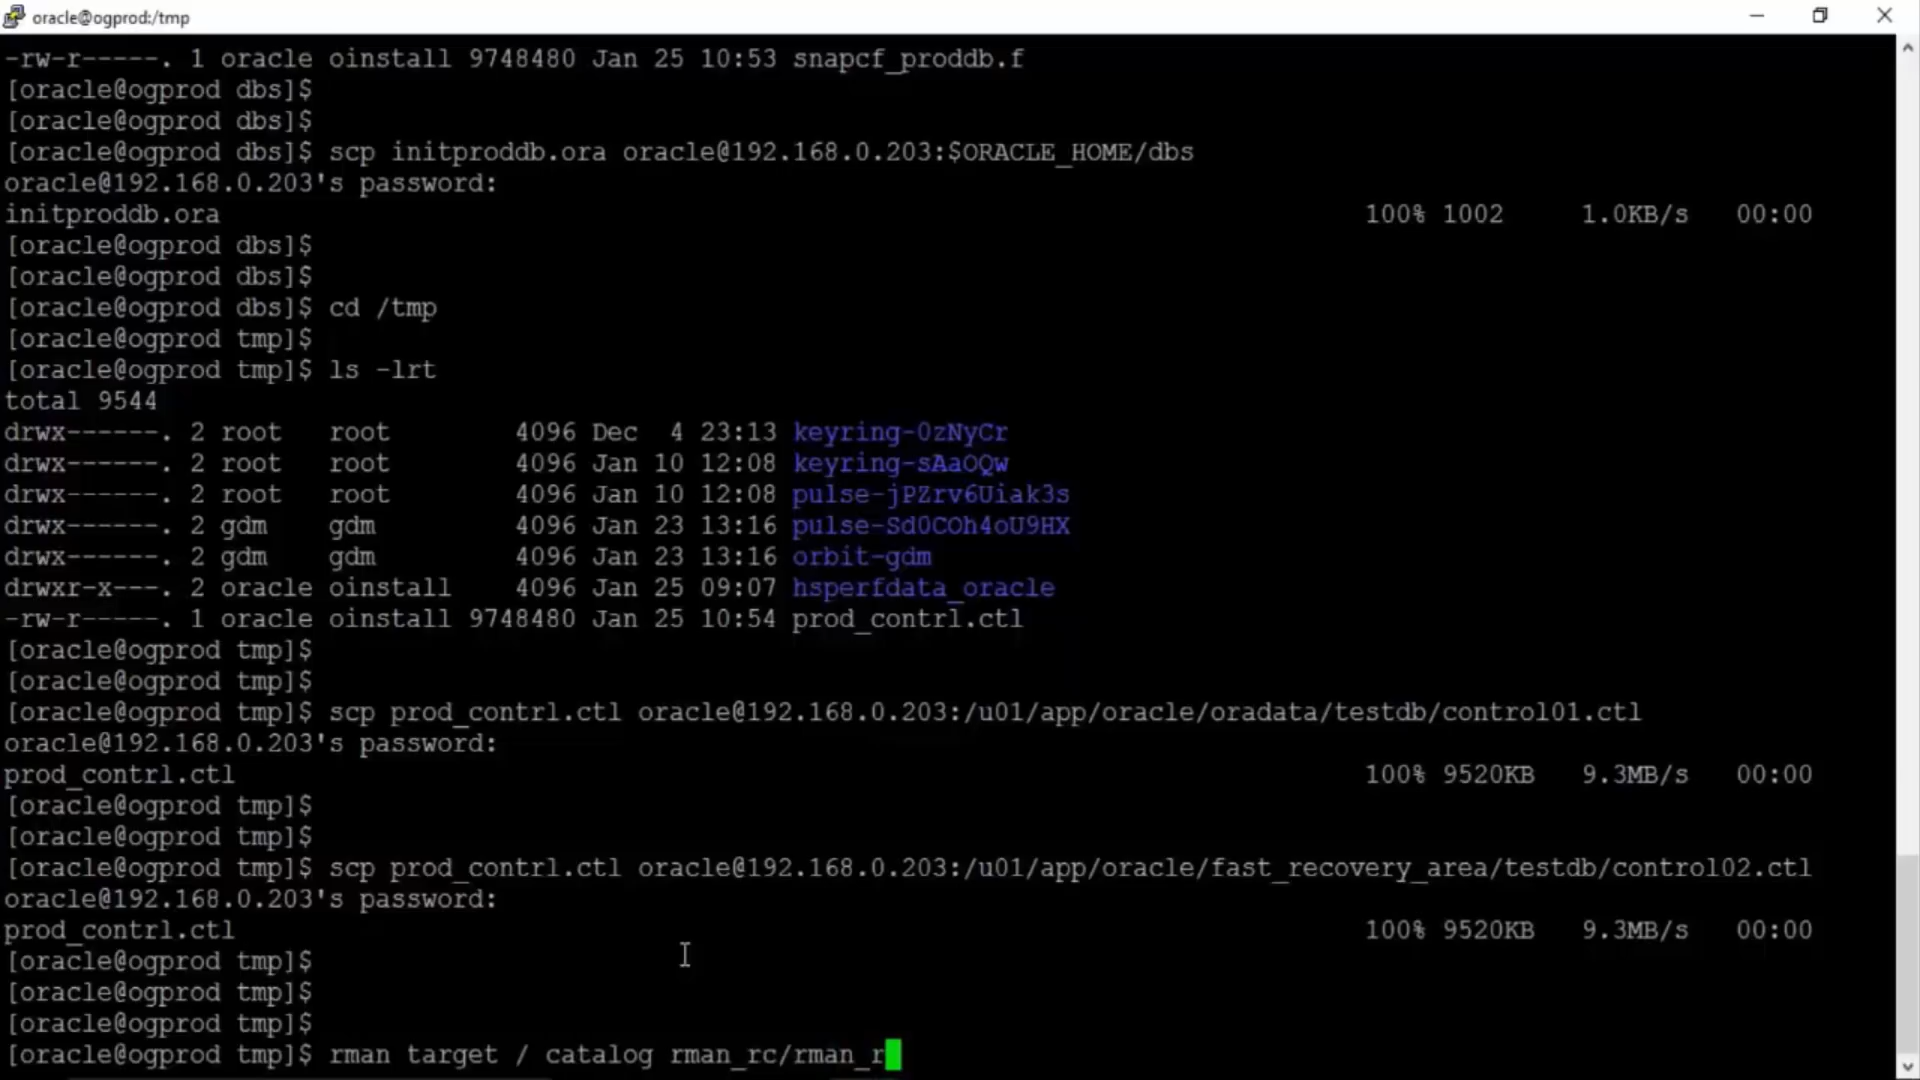 oracle@ogprod:/tmp
-rw-r-----. 1 oracle oinstall 9748480 Jan 25 10:53 snapcf_proddb.f
[oracle@ogprod dbs]$
[oracle@ogprod dbs]$
[oracle@ogprod dbs]$ scp initproddb.ora oracle@192.168.0.203:$ORACLE_HOME/dbs
oracle@192.168.0.203's password:
initproddb.ora 100% 1002 1.0KB/s 00:00
[oracle@ogprod dbs]$
[oracle@ogprod dbs]$
[oracle@ogprod dbs]$ cd /tmp
[oracle@ogprod tmp]$
[oracle@ogprod tmp]$ ls -lrt
total 9544
drwx------. 2 root root 4096 Dec 4 23:13 keyring-0zNyCr
drwx------. 2 root root 4096 Jan 10 12:08 keyring-sAaOQw
drwx------. 2 root root 4096 Jan 10 12:08 pulse-jPZrv6Uiak3s
drwx------. 2 gdm gdm 4096 Jan 23 13:16 pulse-Sd0COh4oU9HX
drwx------. 2 gdm gdm 4096 Jan 23 13:16 orbit-gdm
drwxr-x---. 2 oracle oinstall 4096 Jan 25 09:07 hsperfdata_oracle
-rw-r-----. 1 oracle oinstall 9748480 Jan 25 10:54 prod_contrl.ctl
[oracle@ogprod tmp]$
[oracle@ogprod tmp]$
[oracle@ogprod tmp]$ scp prod_contrl.ctl oracle@192.168.0.203:/u01/app/oracle/oradata/testdb/control01.ctl
oracle@192.168.0.203's password:
prod_contrl.ctl 100% 9520KB 9.3MB/s 00:00
[oracle@ogprod tmp]$
[oracle@ogprod tmp]$
[oracle@ogprod tmp]$ scp prod_contrl.ctl oracle@192.168.0.203:/u01/app/oracle/fast_recovery_area/testdb/control02.ctl
oracle@192.168.0.203's password:
prod_contrl.ctl 100% 9520KB 9.3MB/s 00:00
[oracle@ogprod tmp]$
[oracle@ogprod tmp]$
[oracle@ogprod tmp]$
[oracle@ogprod tmp]$ rman target / catalog rman_rc/rman_r